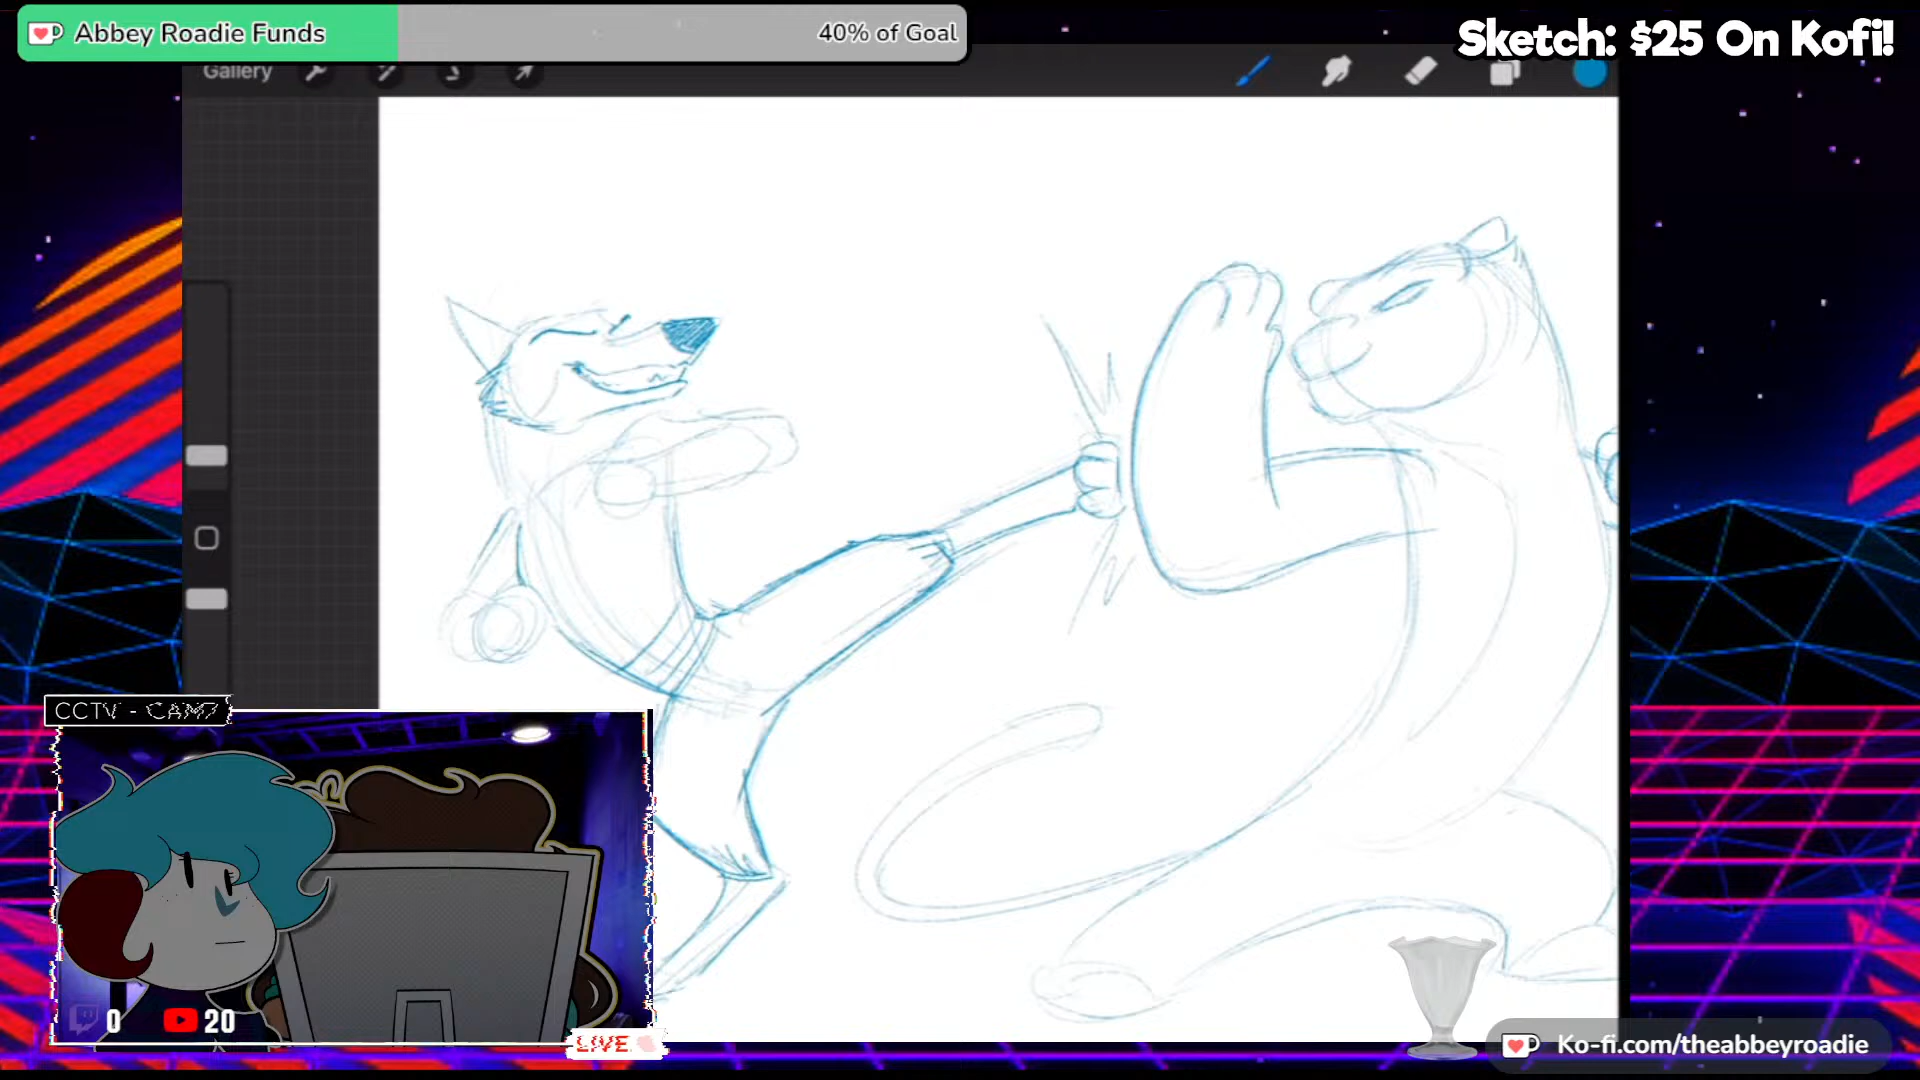 Abbey Roadie Funds
40% of Goal
Sketch: $25 On Kofi!
Gallery
CCTV - CAM7
0
20
LIVE
Ko-fi.com/theabbeyroadie